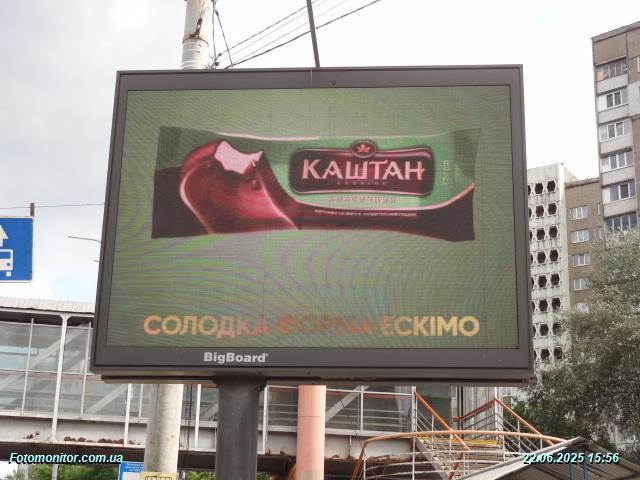 КАШТАН
СОЛОДКА ФОРМА ЕСКІМО
BigBoard
Fotomonitor.com.ua
22.06.2025 15:56